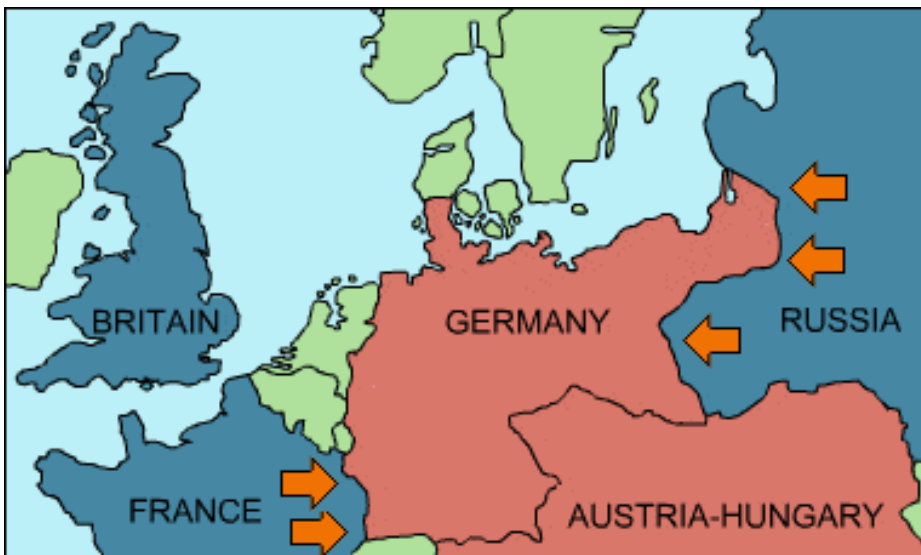 BRITAIN
GERMANY
RUSSIA
FRANCE
AUSTRIA-HUNGARY